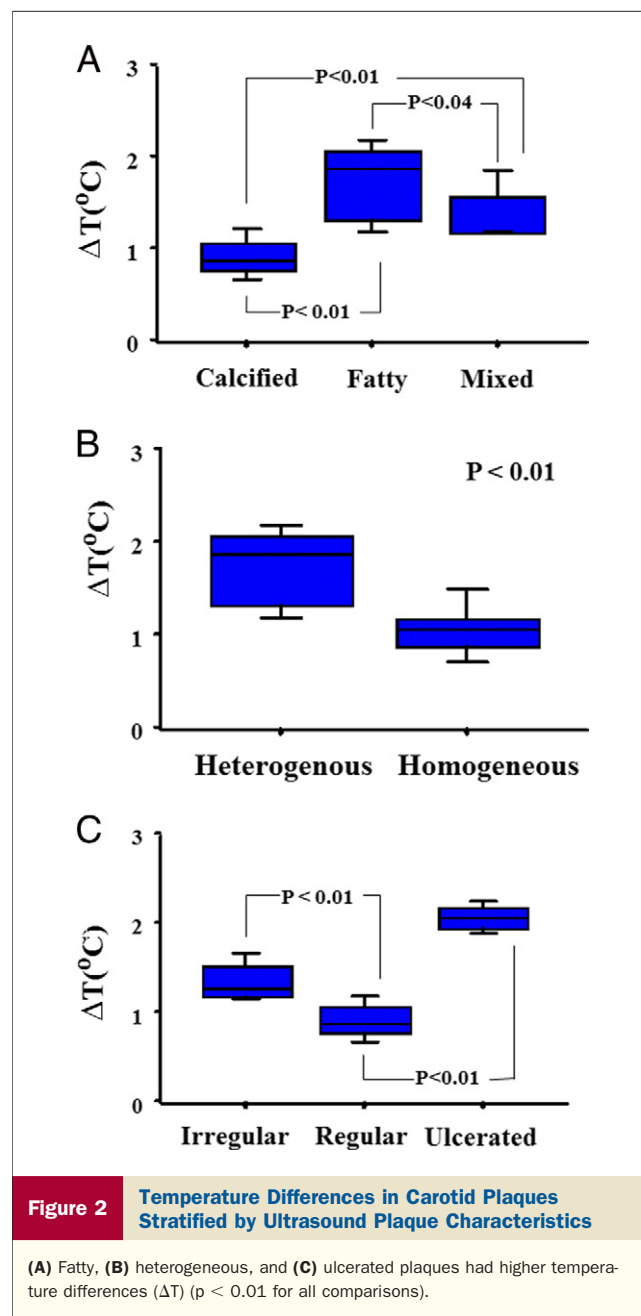 A
3
P<0.01
P<0.04
2
ΔT(⁰C)
1
P< 0.01
0
Calcified Fatty Mixed
B
3
P < 0.01
2
ΔT(⁰C)
1
0
Heterogenous Homogeneous
C
3
P < 0.01
2
ΔT(⁰C)
1
P<0.01
0
Irregular Regular Ulcerated
Figure 2
Temperature Differences in Carotid Plaques
Stratified by Ultrasound Plaque Characteristics
(A) Fatty, (B) heterogeneous, and (C) ulcerated plaques had higher tempera-
ture differences (ΔT) (p < 0.01 for all comparisons).